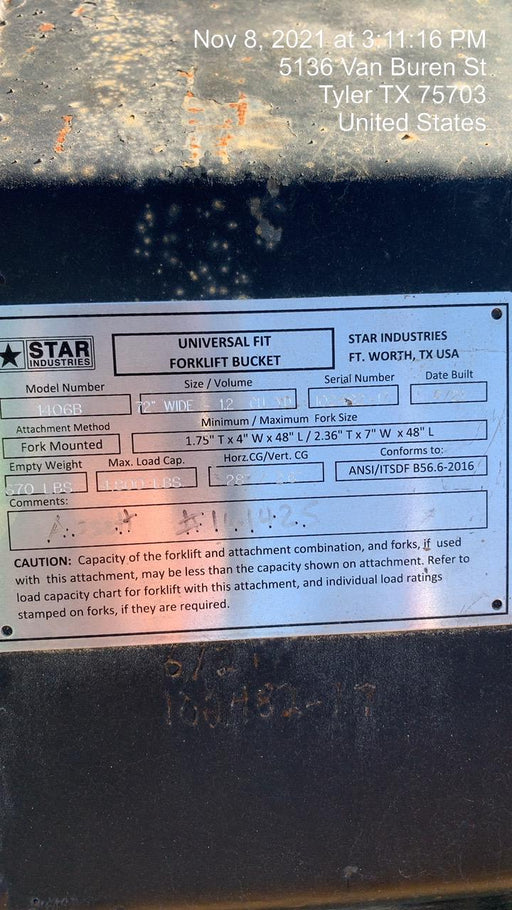 Nov 8, 2021 at 3:11:16 PM
5136 Van Buren St
Tyler TX 75703
United States
STAR
INDUSTRIES
UNIVERSAL FIT
FORKLIFT BUCKET
STAR INDUSTRIES
FT. WORTH, TX USA
Model Number
1406B
Size / Volume
72" WIDE 1.2 CU YD
Serial Number
Date Built
Attachment Method
Fork Mounted
Minimum / Maximum Fork Size
1.75" T x 4" W x 48" L / 2.36" T x 7" W x 48" L
Empty Weight
670 LBS
Max. Load Cap.
LBS
Horz.CG/Vert. CG
Conforms to:
ANSI/ITSDF B56.6-2016
Comments:
CAUTION: Capacity of the forklift and attachment combination, and forks, if used
with this attachment, may be less than the capacity shown on attachment. Refer to
load capacity chart for forklift with this attachment, and individual load ratings
stamped on forks, if they are required.